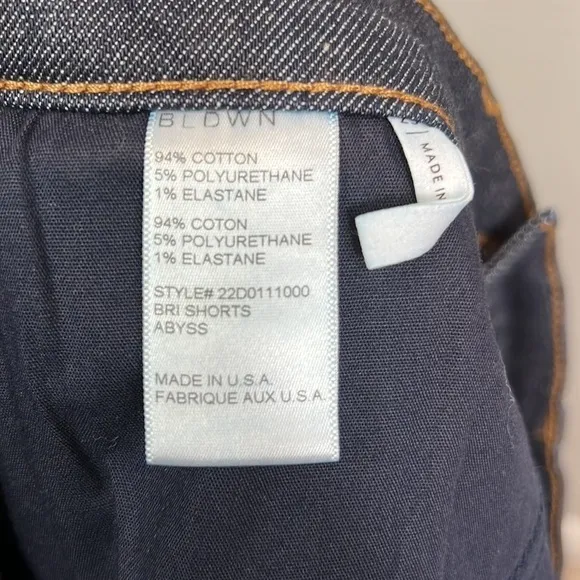 BLDWN
94% COTTON
5% POLYURETHANE
1% ELASTANE
94% COTON
5% POLYURETHANE
1% ELASTANE
STYLE# 22D0111000
BRI SHORTS
ABYSS
MADE IN U.S.A.
FABRIQUE AUX U.S.A.
MADE IN